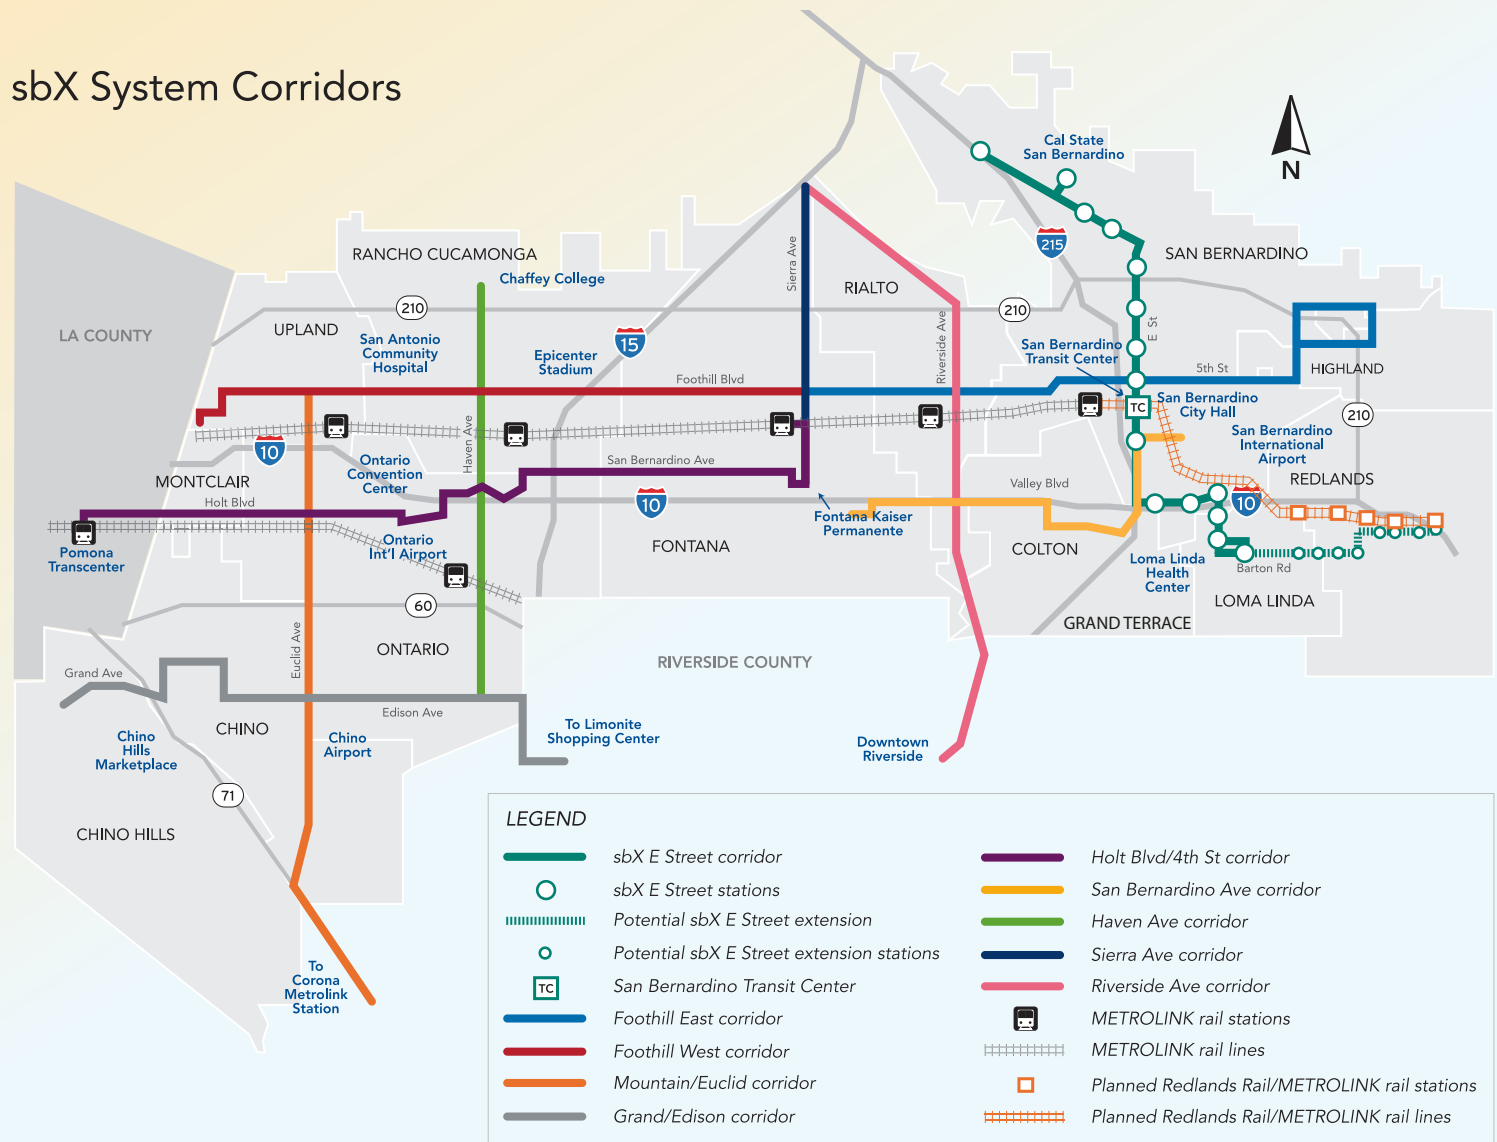 sbX System Corridors
Cal State
San Bernardino
N
215
SAN BERNARDINO
RANCHO CUCAMONGA
Chaffey College
Sierra Ave
RIALTO
210
210
LA COUNTY
UPLAND
San Antonio
Community
Hospital
15
Epicenter
Stadium
Riverside Ave
San Bernardino
Transit Center
E St
5th St
HIGHLAND
Foothill Blvd
TC
San Bernardino
City Hall
210
San Bernardino
International
Airport
Haven Ave
10
Ontario
Convention
Center
San Bernardino Ave
MONTCLAIR
Holt Blvd
10
Valley Blvd
REDLANDS
10
Fontana Kaiser
Permanente
Pomona
Transcenter
Ontario
Int'l Airport
FONTANA
COLTON
Loma Linda
Health
Center
Barton Rd
60
LOMA LINDA
GRAND TERRACE
ONTARIO
Euclid Ave
RIVERSIDE COUNTY
Grand Ave
Edison Ave
CHINO
Chino
Hills
Marketplace
Chino
Airport
To Limonite
Shopping Center
Downtown
Riverside
71
CHINO HILLS
To
Corona
Metrolink
Station
LEGEND
sbX E Street corridor
sbX E Street stations
Potential sbX E Street extension
Potential sbX E Street extension stations
TC
San Bernardino Transit Center
Foothill East corridor
Foothill West corridor
Mountain/Euclid corridor
Grand/Edison corridor
Holt Blvd/4th St corridor
San Bernardino Ave corridor
Haven Ave corridor
Sierra Ave corridor
Riverside Ave corridor
METROLINK rail stations
METROLINK rail lines
Planned Redlands Rail/METROLINK rail stations
Planned Redlands Rail/METROLINK rail lines